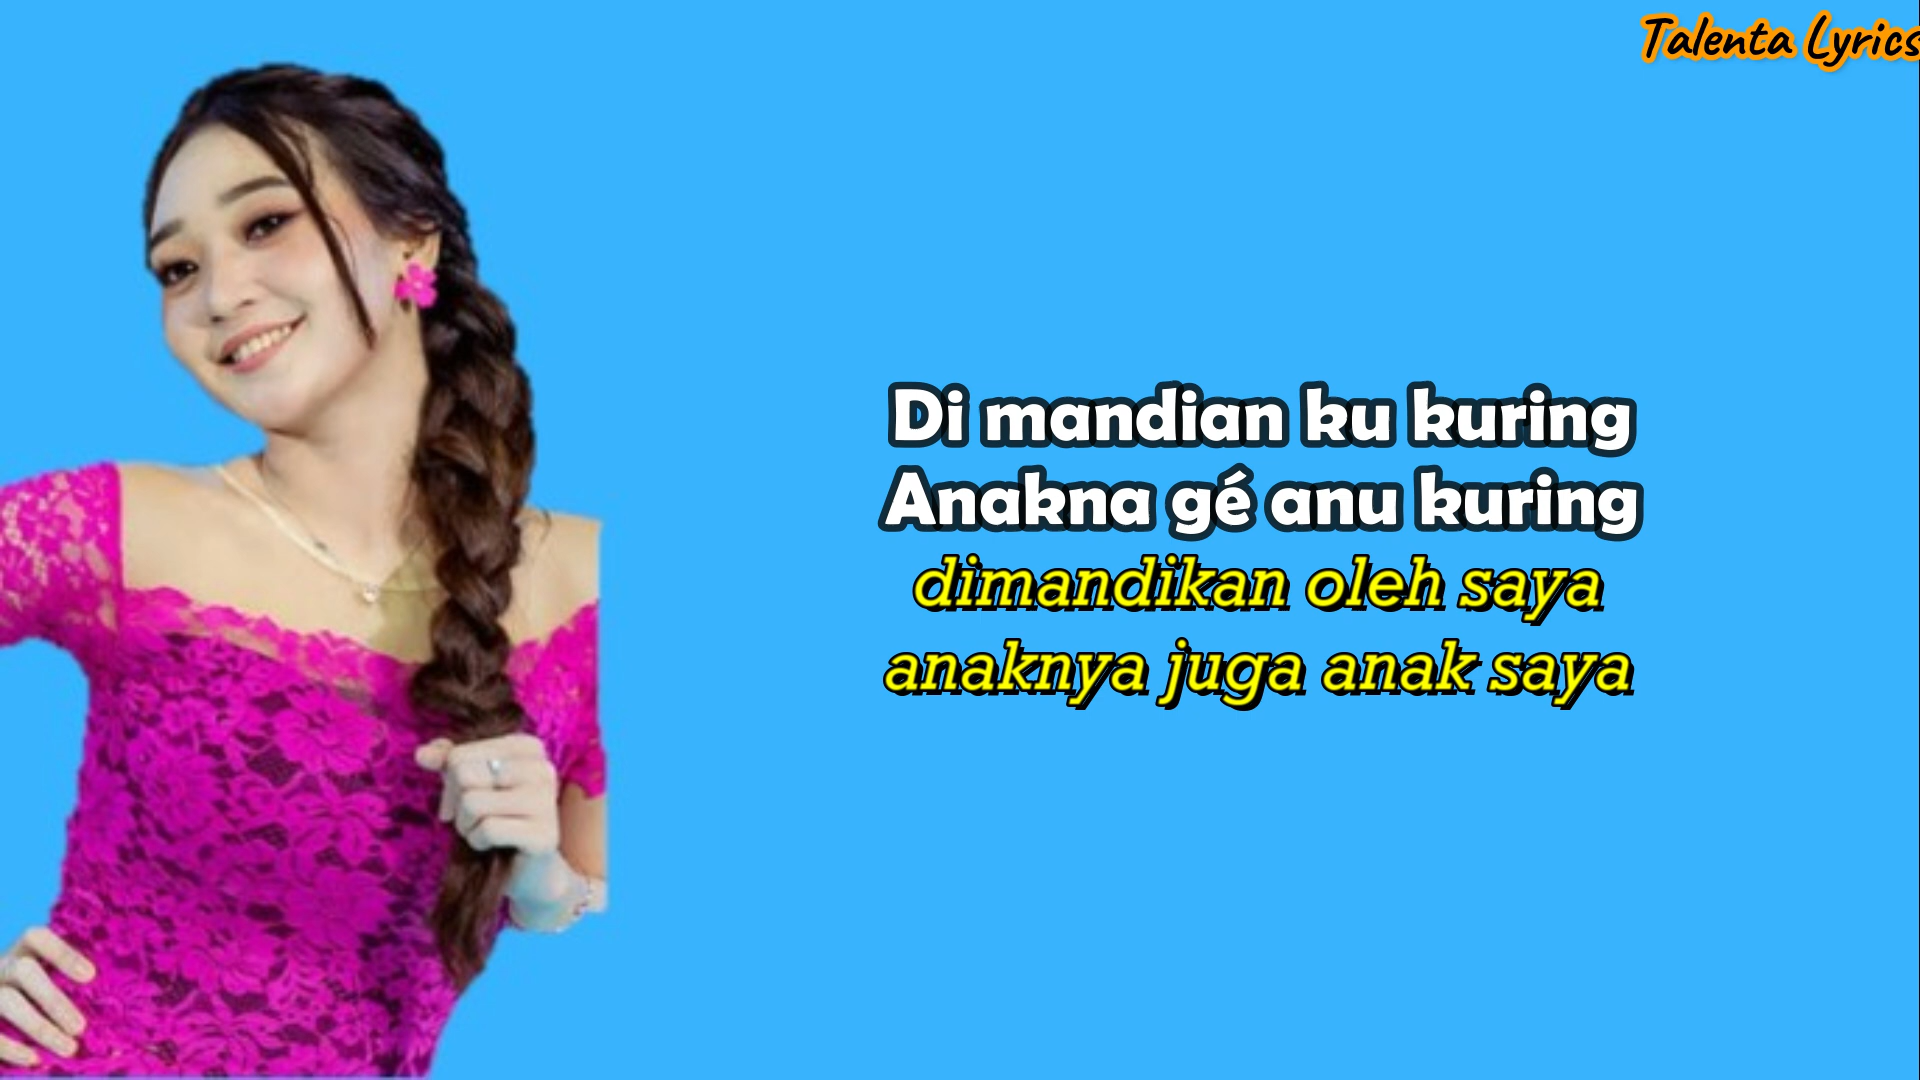 Talenta Lyrics
Di mandian ku kuring
Anakna gé anu kuring
dimandikan oleh saya
anaknya juga anak saya